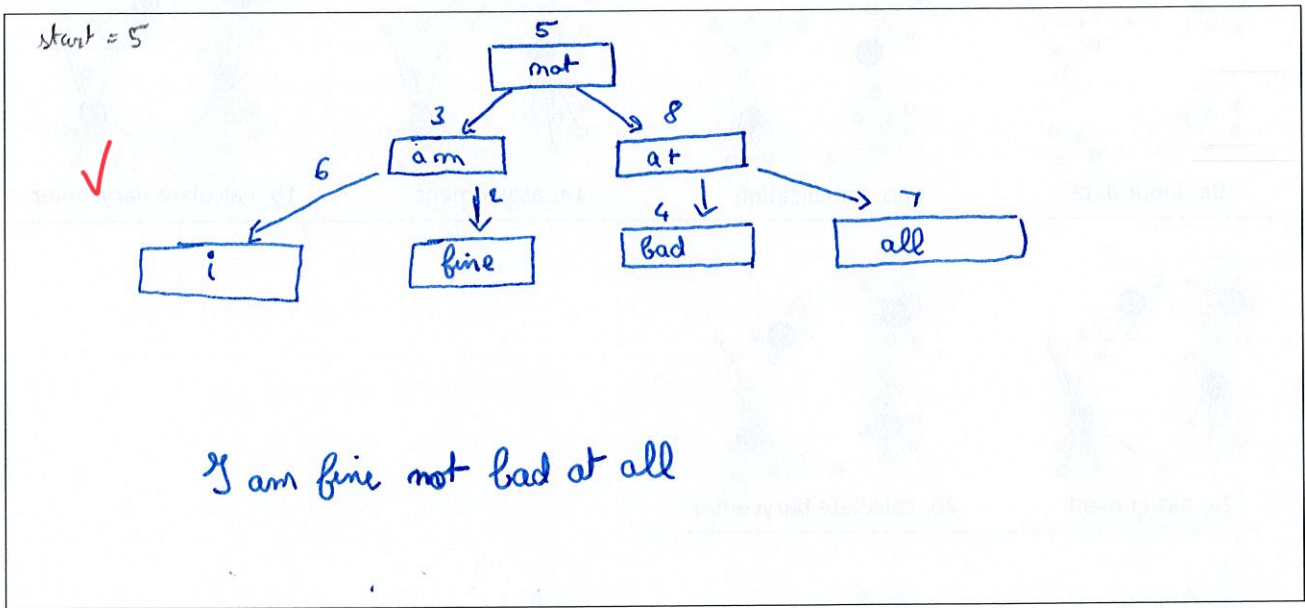 start = 5
5
not
3 8
am at
6 2 4 7
i fine bad all
I am fine not bad at all